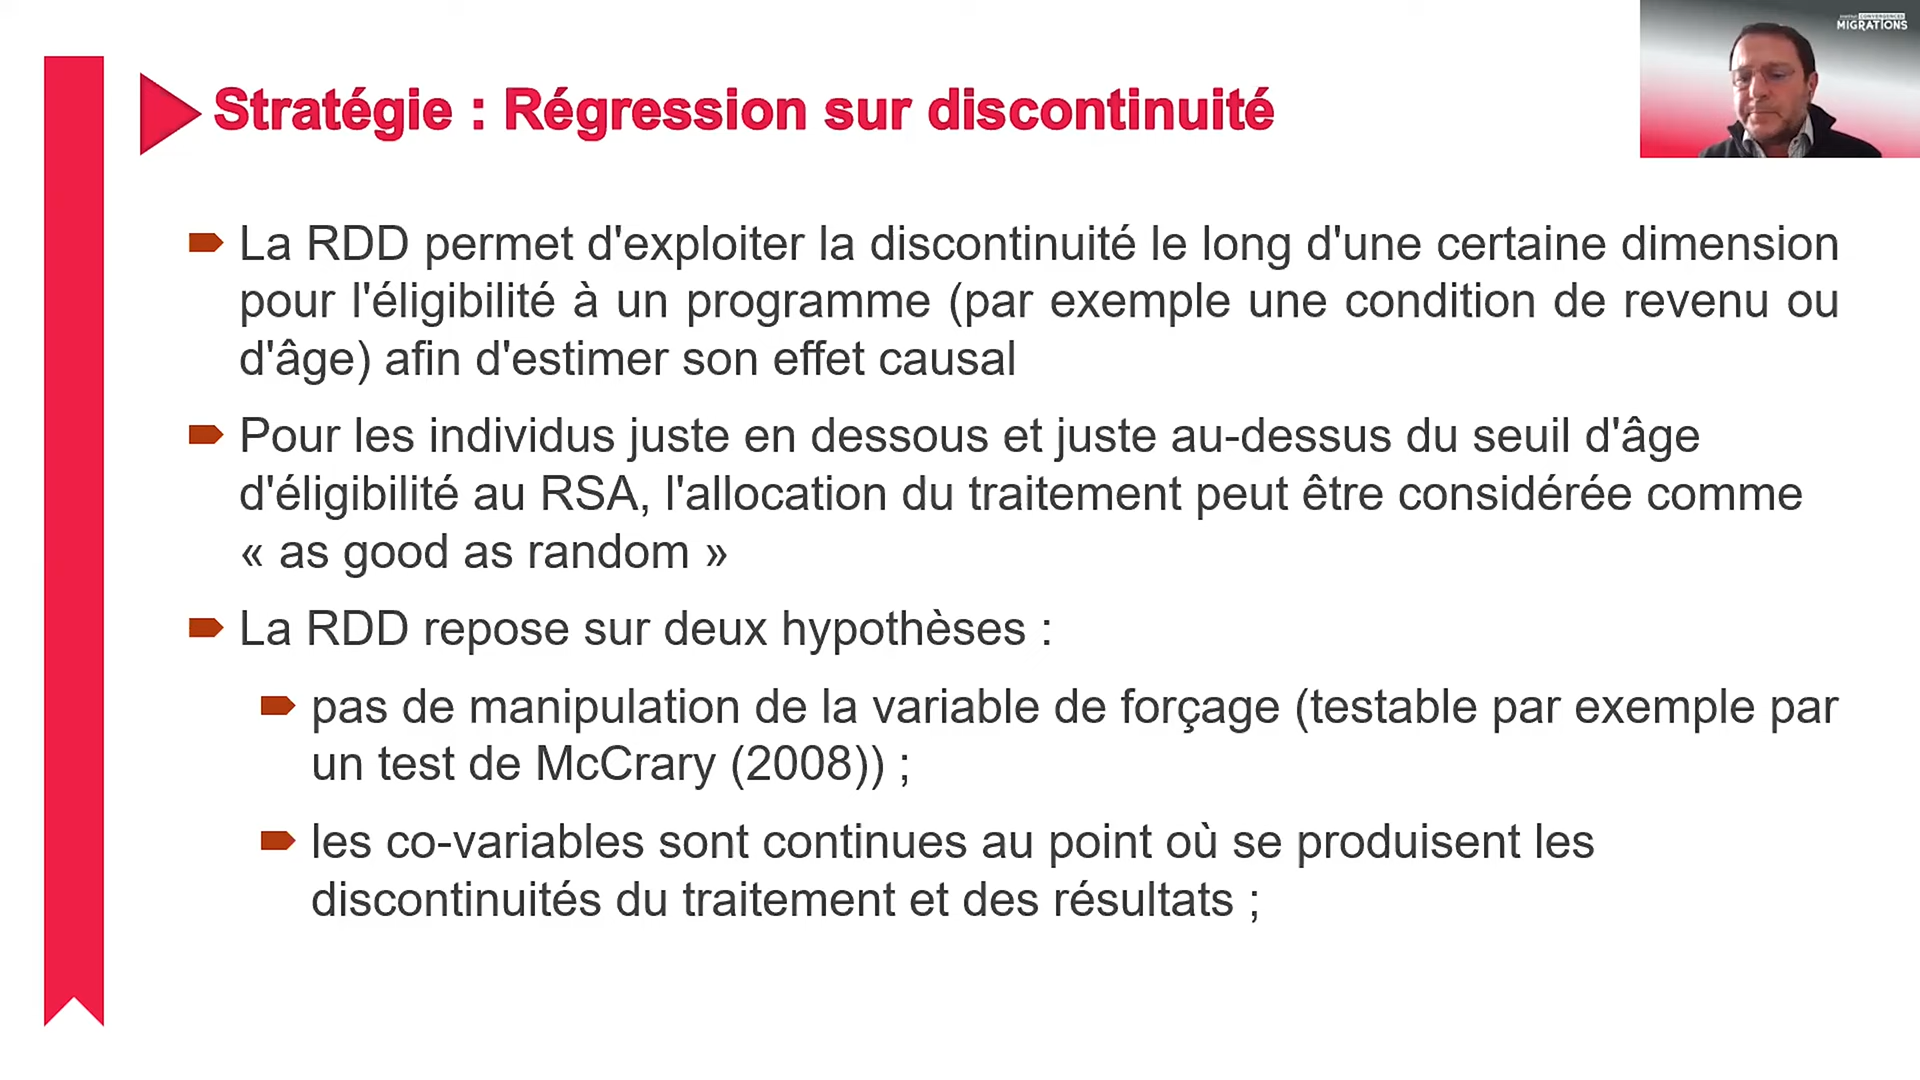 CONVERGENCES
MIGRATIONS
Stratégie : Régression sur discontinuité
La RDD permet d'exploiter la discontinuité le long d'une certaine dimension
pour l'éligibilité à un programme (par exemple une condition de revenu ou
d'âge) afin d'estimer son effet causal
Pour les individus juste en dessous et juste au-dessus du seuil d'âge
d'éligibilité au RSA, l'allocation du traitement peut être considérée comme
« as good as random »
La RDD repose sur deux hypothèses :
pas de manipulation de la variable de forçage (testable par exemple par
un test de McCrary (2008)) ;
les co-variables sont continues au point où se produisent les
discontinuités du traitement et des résultats ;